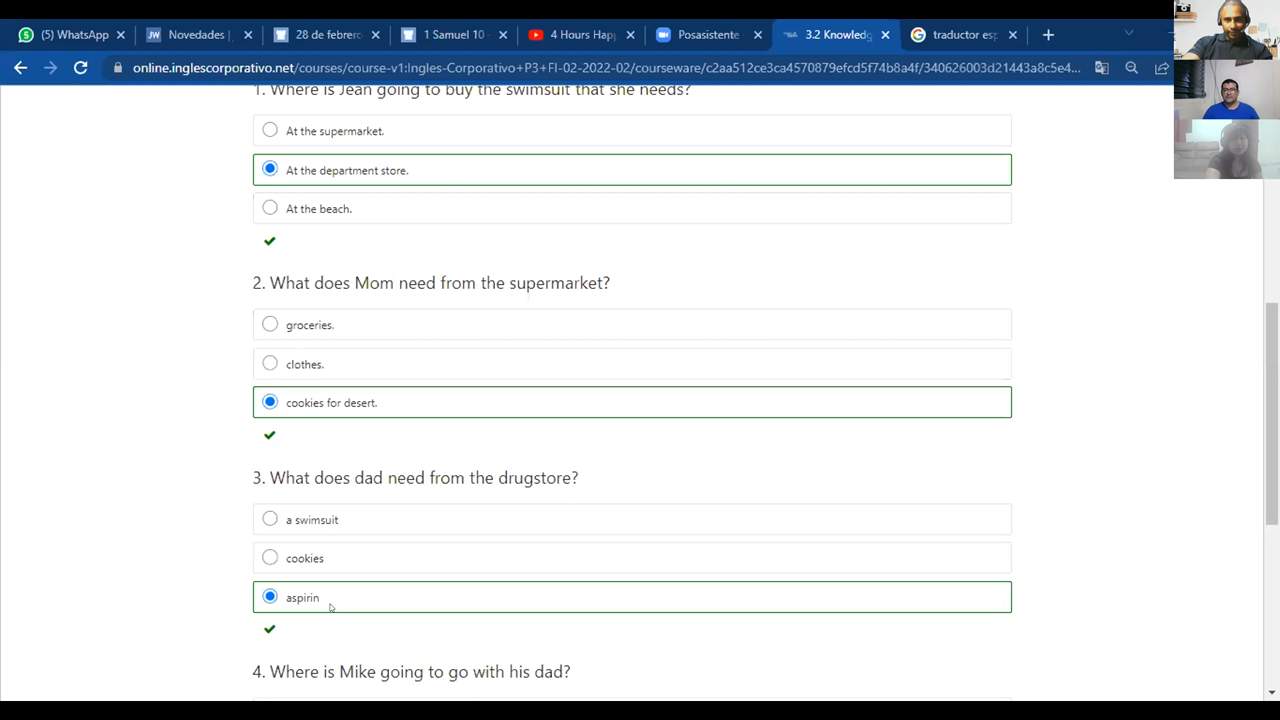 (5) WhatsApp
JW Novedades |
28 de febrero
1 Samuel 10
4 Hours Hap
Posasistente
3.2 Knowledg
traductor esp
online.inglescorporativo.net/courses/course-v1:Ingles-Corporativo+P3+FI-02-2022-02/courseware/c2aa512ce3ca4570879efcd5f74b8a4f/340626003d21443a8c5e4...
1. Where is Jean going to buy the swimsuit that she needs?
At the supermarket.
At the department store.
At the beach.
2. What does Mom need from the supermarket?
groceries.
clothes.
cookies for desert.
3. What does dad need from the drugstore?
a swimsuit
cookies
aspirin
4. Where is Mike going to go with his dad?